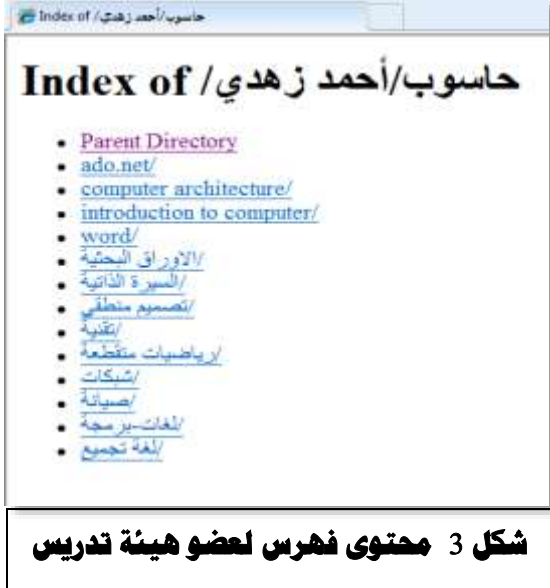 Index of /حاسوب/أحمد زهدي
Index of /حاسوب/أحمد زهدي
Parent Directory
ado.net/
computer architecture/
introduction to computer/
word/
الاوراق البحثية/
السيرة الذاتية/
تصميم منطقي/
تقنية/
رياضيات متقطعة/
شبكات/
صيانة/
لغات-برمجة/
لغة تجميع/
شكل 3 محتوى فهرس لعضو هيئة تدريس